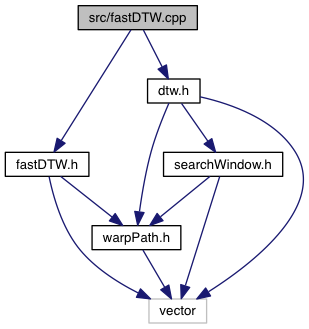 src/fastDTW.cpp
dtw.h
fastDTW.h
searchWindow.h
warpPath.h
vector